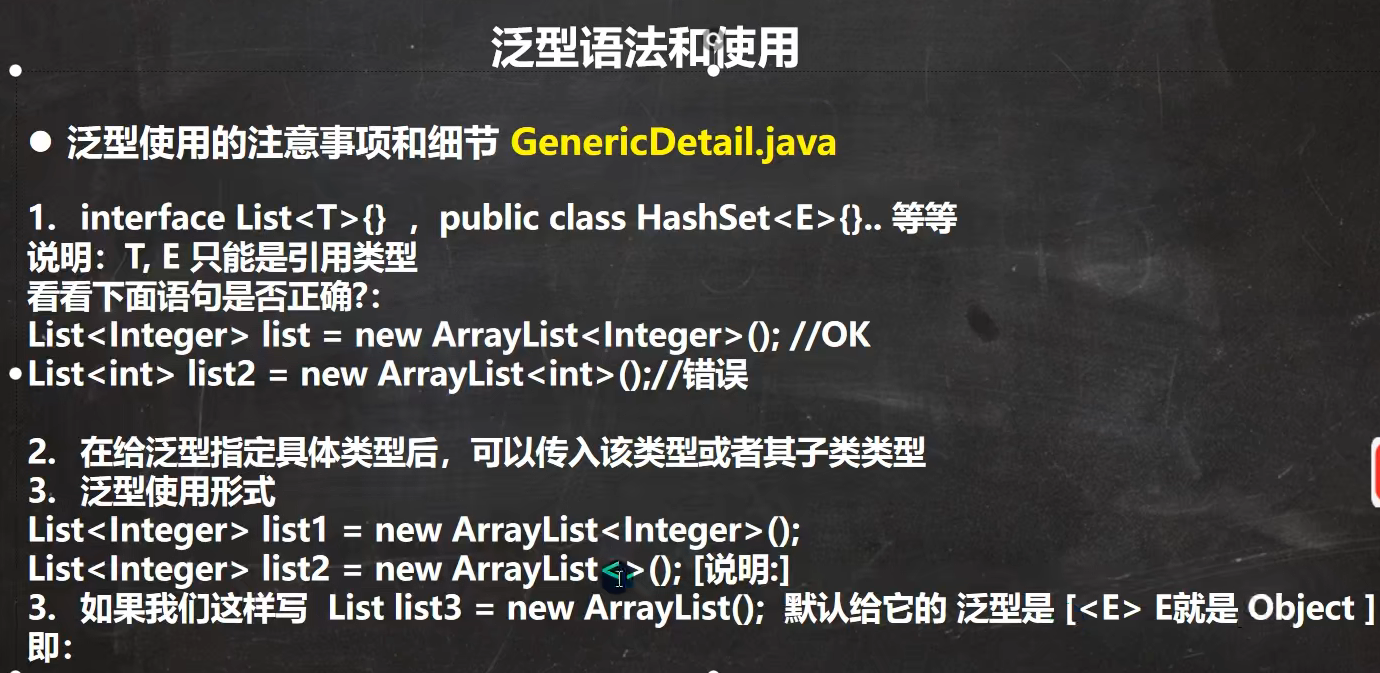 泛型语法和使用
● 泛型使用的注意事项和细节 GenericDetail.java
1. interface List<T>{} , public class HashSet<E>{}.. 等等
说明：T, E 只能是引用类型
看看下面语句是否正确?：
List<Integer> list = new ArrayList<Integer>(); //OK
List<int> list2 = new ArrayList<int>();//错误
2. 在给泛型指定具体类型后，可以传入该类型或者其子类类型
3. 泛型使用形式
List<Integer> list1 = new ArrayList<Integer>();
List<Integer> list2 = new ArrayList<>(); [说明:]
3. 如果我们这样写 List list3 = new ArrayList(); 默认给它的 泛型是 [<E> E就是 Object ]
即：